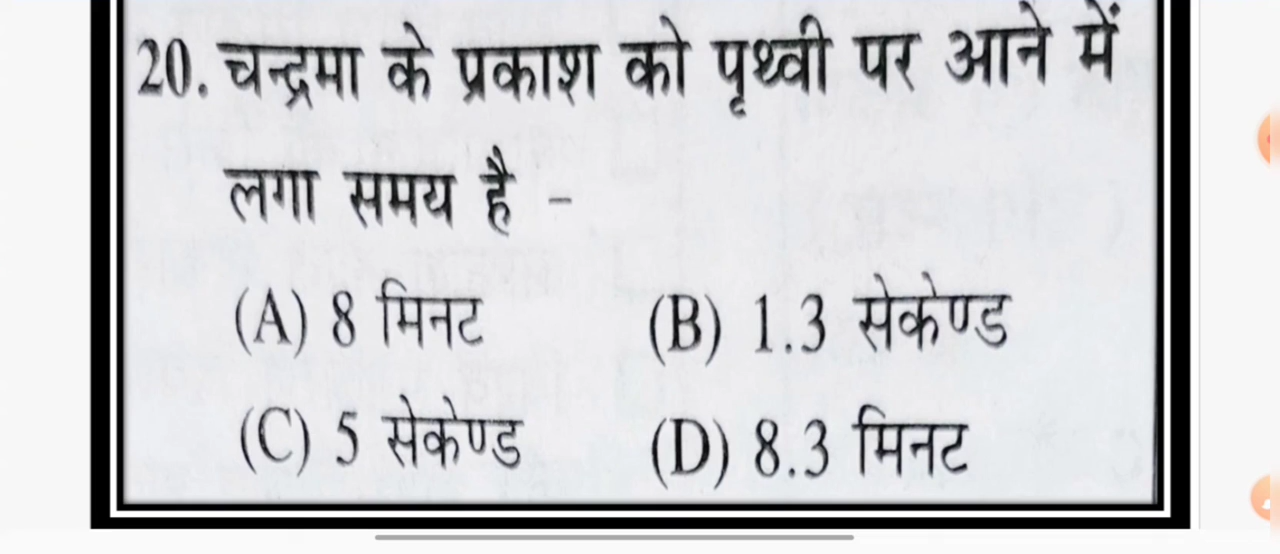 20. चन्द्रमा के प्रकाश को पृथ्वी पर आने में
लगा समय है -
(A) 8 मिनट (B) 1.3 सेकेण्ड
(C) 5 सेकेण्ड (D) 8.3 मिनट